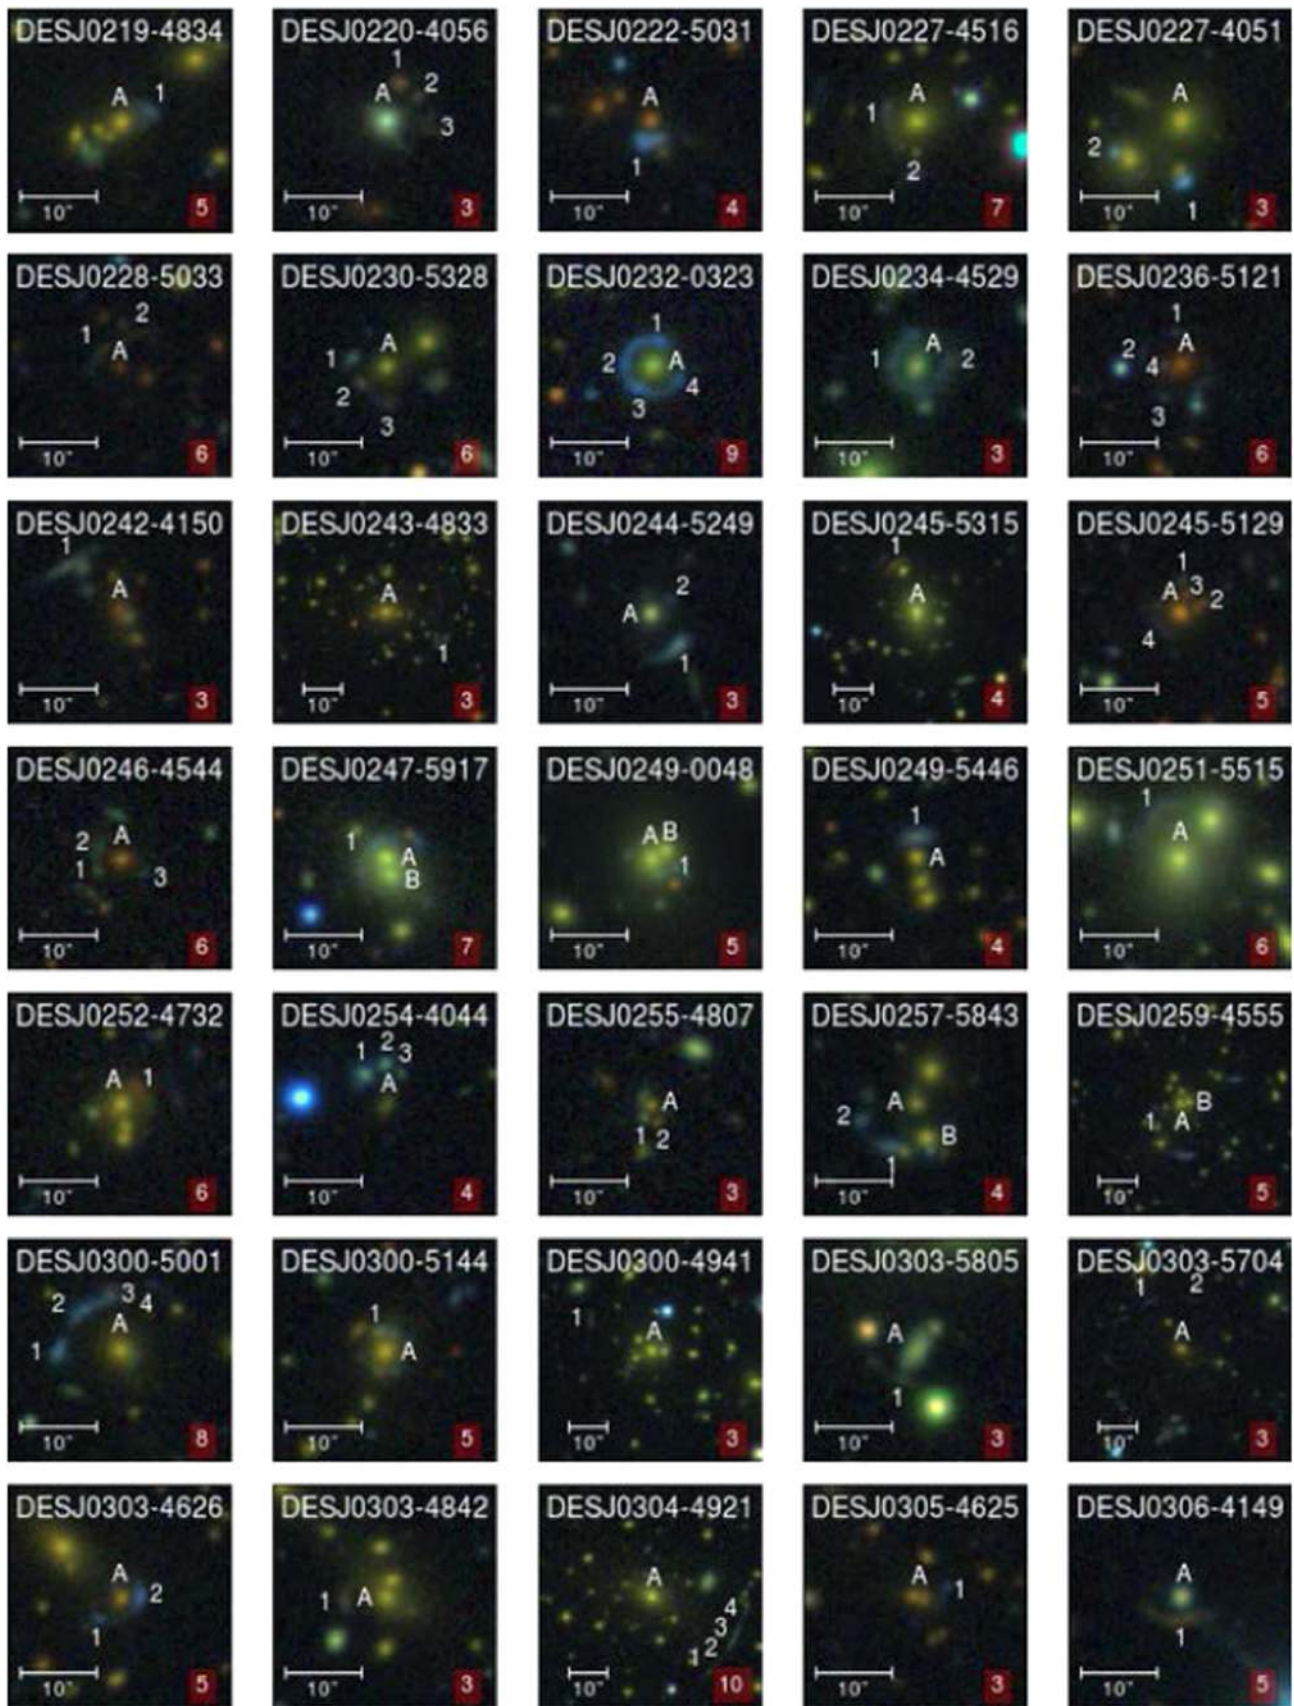 DESJ0219-4834
A 1
10"
5
DESJ0220-4056
1
A 2
3
10"
3
DESJ0222-5031
A
1
10"
4
DESJ0227-4516
A
1
2
10"
7
DESJ0227-4051
A
2
1
10"
3
DESJ0228-5033
2
1
A
10"
6
DESJ0230-5328
A
1
2
3
10"
6
DESJ0232-0323
1
2 A
4
3
10"
9
DESJ0234-4529
A
1 2
10"
3
DESJ0236-5121
1
2 A
4
3
10"
6
DESJ0242-4150
1
A
10"
3
DESJ0243-4833
A
1
10"
3
DESJ0244-5249
2
A
1
10"
3
DESJ0245-5315
1
A
10"
4
DESJ0245-5129
1
A 3 2
4
10"
5
DESJ0246-4544
2 A
1 3
10"
6
DESJ0247-5917
1
A
B
10"
7
DESJ0249-0048
A B
1
10"
5
DESJ0249-5446
1
A
10"
4
DESJ0251-5515
1
A
10"
6
DESJ0252-4732
A 1
10"
6
DESJ0254-4044
2
1 3
A
10"
4
DESJ0255-4807
A
1 2
10"
3
DESJ0257-5843
A
2
B
1
10"
4
DESJ0259-4555
B
1 A
10"
5
DESJ0300-5001
3
2 4
A
1
10"
8
DESJ0300-5144
1
A
10"
5
DESJ0300-4941
1
A
10"
3
DESJ0303-5805
A
1
10"
3
DESJ0303-5704
1 2
A
10"
3
DESJ0303-4626
A
2
1
10"
5
DESJ0303-4842
1 A
10"
3
DESJ0304-4921
A
4
3
1 2
10"
10
DESJ0305-4625
A 1
10"
3
DESJ0306-4149
A
1
10"
5